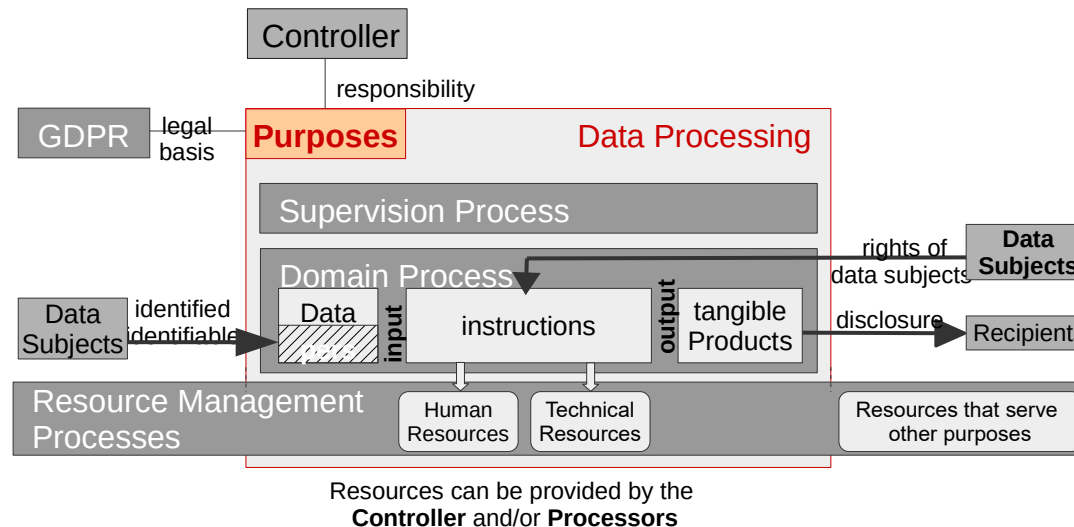 Controller
responsibility
GDPR
legal
basis
Purposes
Data Processing
Supervision Process
Domain Process
rights of
data subjects
Data
Subjects
Data
Subjects
identified
identifiable
Data
pers
input
instructions
output
tangible
Products
disclosure
Recipient
Resource Management
Processes
Human
Resources
Technical
Resources
Resources that serve
other purposes
Resources can be provided by the
Controller and/or Processors